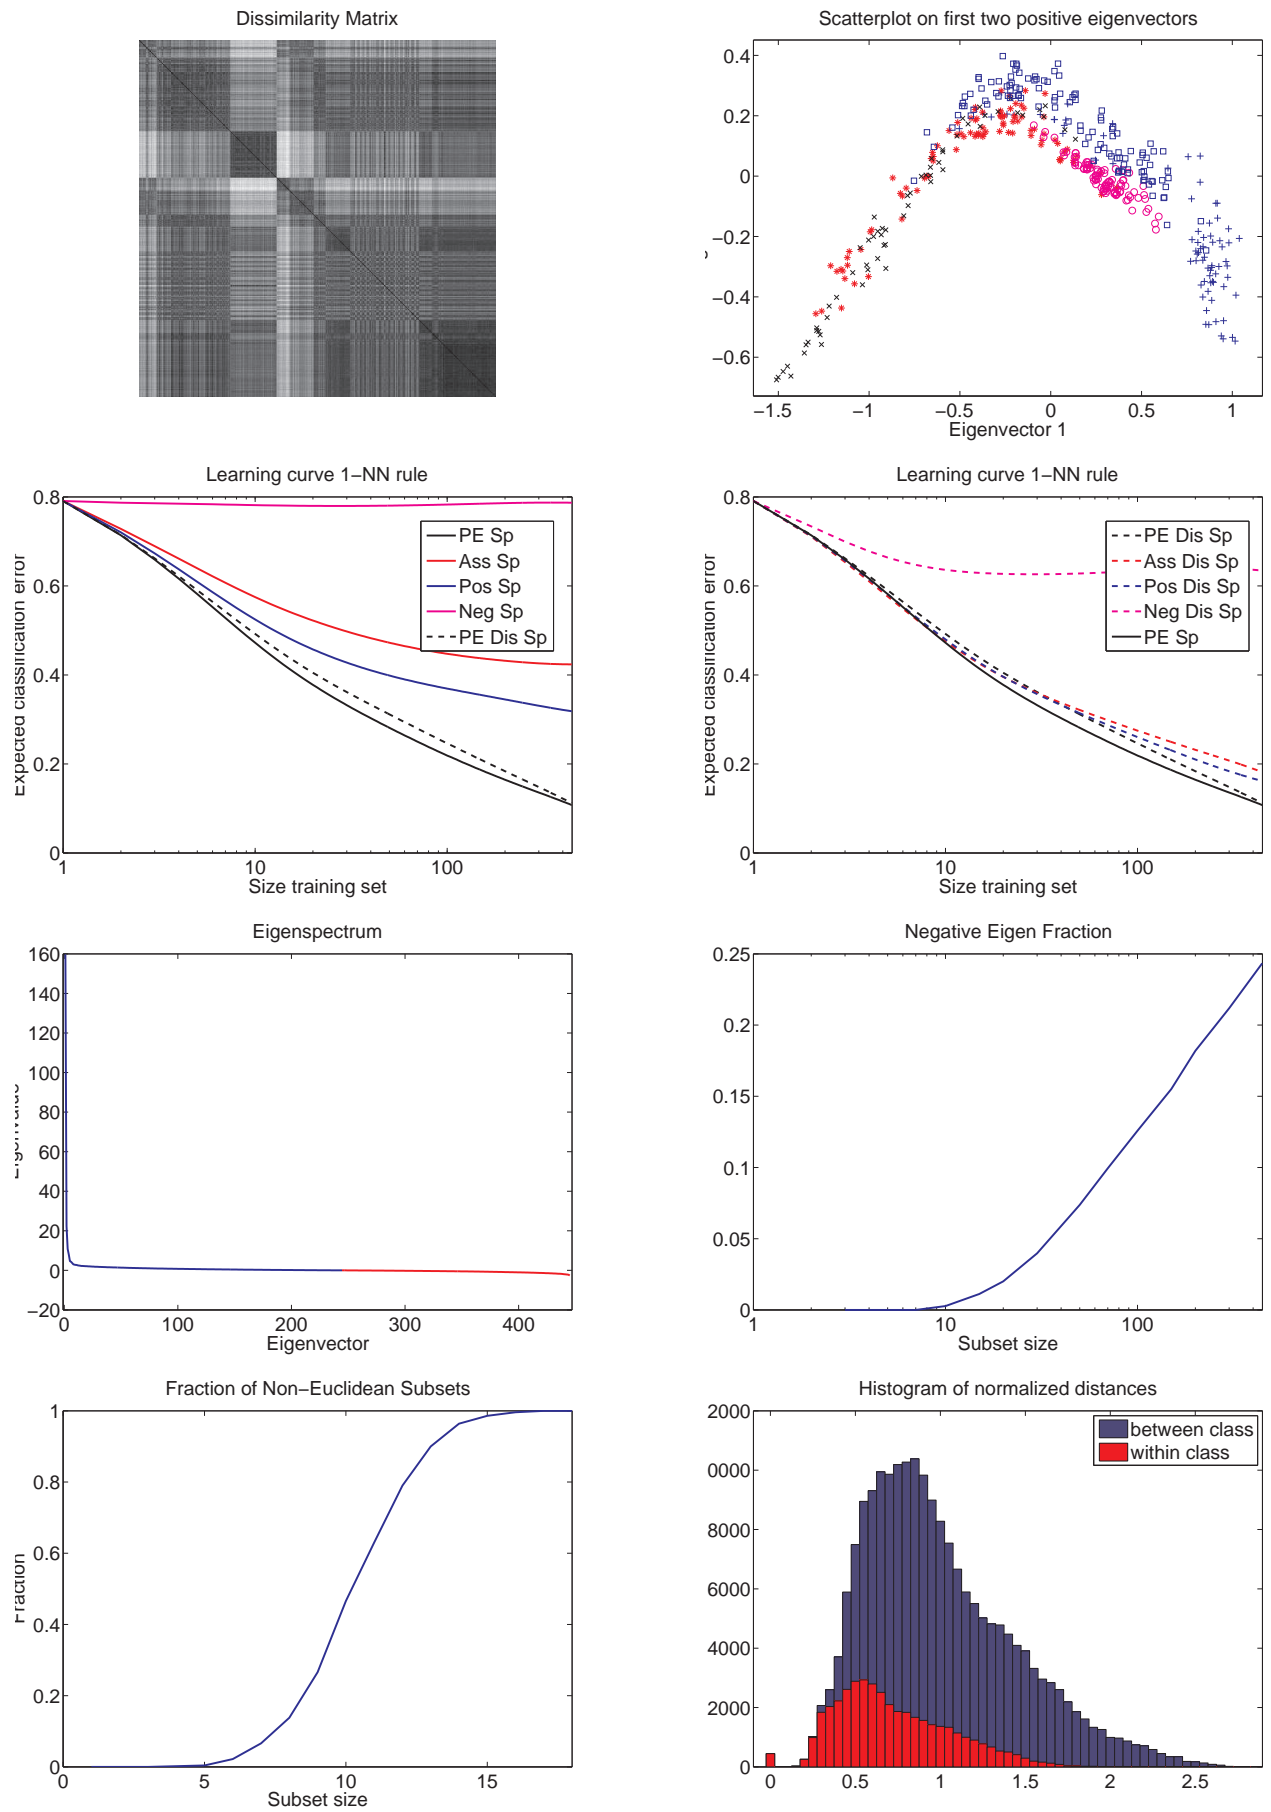 Dissimilarity Matrix
Scatterplot on first two positive eigenvectors
0.4
0.2
0
−0.2
−0.4
−0.6
−1.5 −1 −0.5 0 0.5 1
Eigenvector 1
Learning curve 1−NN rule
Expected classification error
0.8
0.6
0.4
0.2
0
1 10 100
Size training set
PE Sp
Ass Sp
Pos Sp
Neg Sp
PE Dis Sp
Learning curve 1−NN rule
Expected classification error
0.8
0.6
0.4
0.2
0
1 10 100
Size training set
PE Dis Sp
Ass Dis Sp
Pos Dis Sp
Neg Dis Sp
PE Sp
Eigenspectrum
Eigenvalue
160
140
120
100
80
60
40
20
0
−20
0 100 200 300 400
Eigenvector
Negative Eigen Fraction
0.25
0.2
0.15
0.1
0.05
0
1 10 100
Subset size
Fraction of Non−Euclidean Subsets
Fraction
1
0.8
0.6
0.4
0.2
0
0 5 10 15
Subset size
Histogram of normalized distances
2000
0000
8000
6000
4000
2000
0
0 0.5 1 1.5 2 2.5
between class
within class